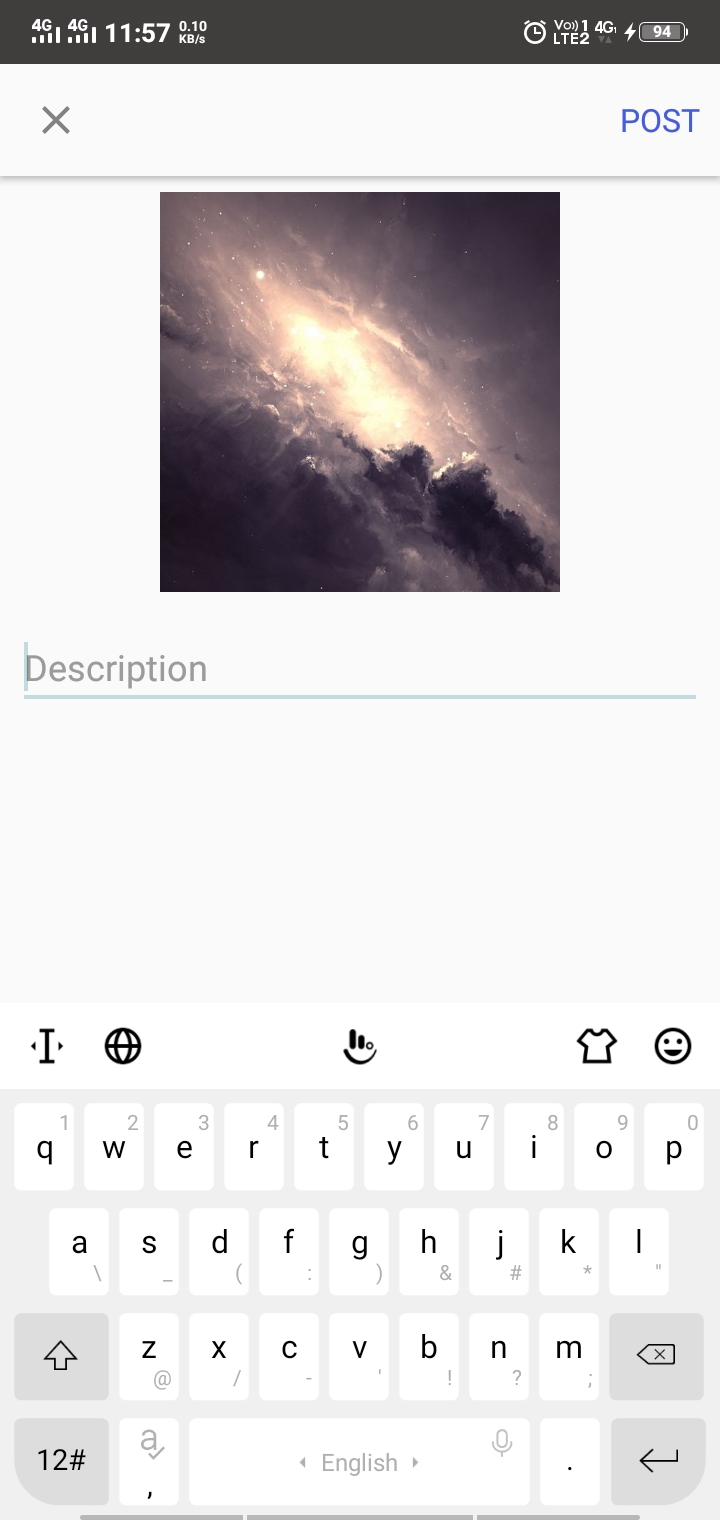 4G 4G 11:57 0.10 KB/s Vo)) 1 LTE2 4G 94
POST
Description
1 2 3 4 5 6 7 8 9 0
q w e r t y u i o p
a s d f g h j k l
\ _ ( : ) & # * "
z x c v b n m
@ / - ' ! ? ;
12# a , English .